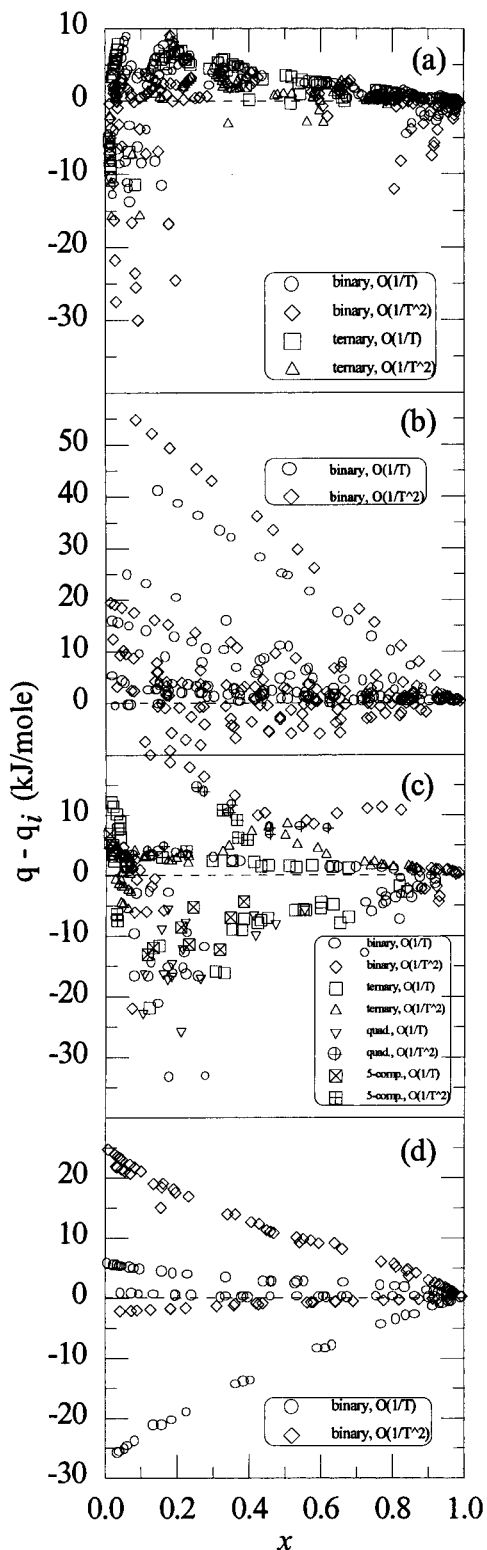 10
(a)
0
-10
-20
-30
binary, O(1/T)
binary, O(1/T^2)
ternary, O(1/T)
ternary, O(1/T^2)
(b)
50
40
30
20
10
0
binary, O(1/T)
binary, O(1/T^2)
q - qᵢ (kJ/mole)
(c)
10
0
-10
-20
-30
binary, O(1/T)
binary, O(1/T^2)
ternary, O(1/T)
ternary, O(1/T^2)
quad., O(1/T)
quad., O(1/T^2)
5-comp., O(1/T)
5-comp., O(1/T^2)
(d)
20
10
0
-10
-20
-30
binary, O(1/T)
binary, O(1/T^2)
0.0 0.2 0.4 0.6 0.8 1.0
x